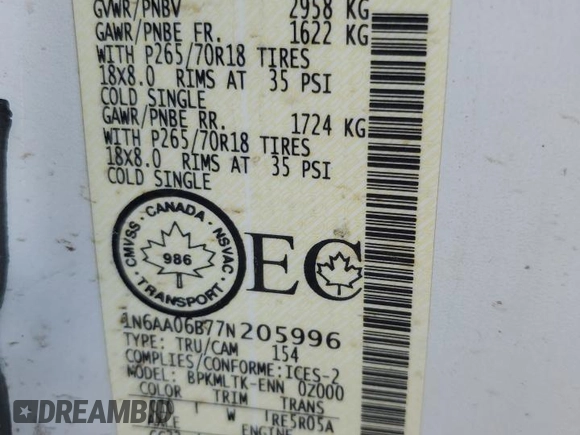 GVWR/PNBV 2958 KG
GAWR/PNBE FR. 1622 KG
WITH P265/70R18 TIRES
18x8.0 RIMS AT 35 PSI
COLD SINGLE
GAWR/PNBE RR. 1724 KG
WITH P265/70R18 TIRES
18x8.0 RIMS AT 35 PSI
COLD SINGLE
CANADA
CMVSS
NSVAC
986
TRANSPORT
EC
1N6AA06B77N205996
TYPE: TRU/CAM 154
COMPLIES/CONFORME:ICES-2
MODEL: BPKMLTK-ENN 0Z000
COLOR TRIM TRANS
W RE5R05A
ENGINE
DREAMBID